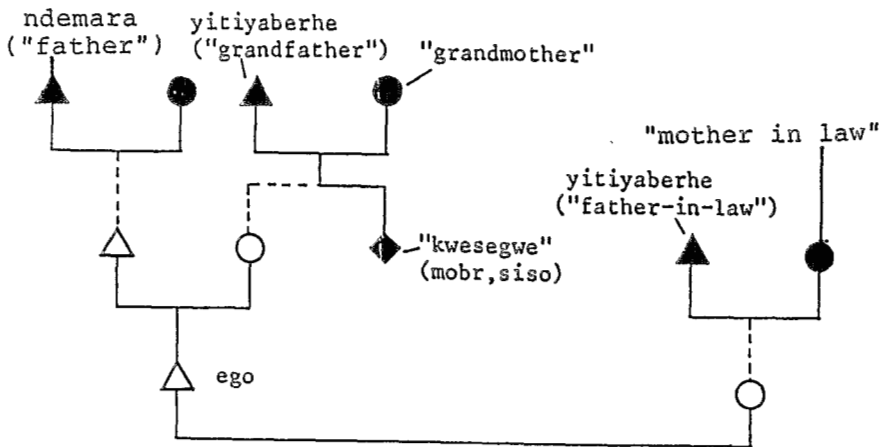 ndemara
("father")
yitiyaberhe
("grandfather")
"grandmother"
"mother in law"
yitiyaberhe
("father-in-law")
"kwesegwe"
(mobr,siso)
ego